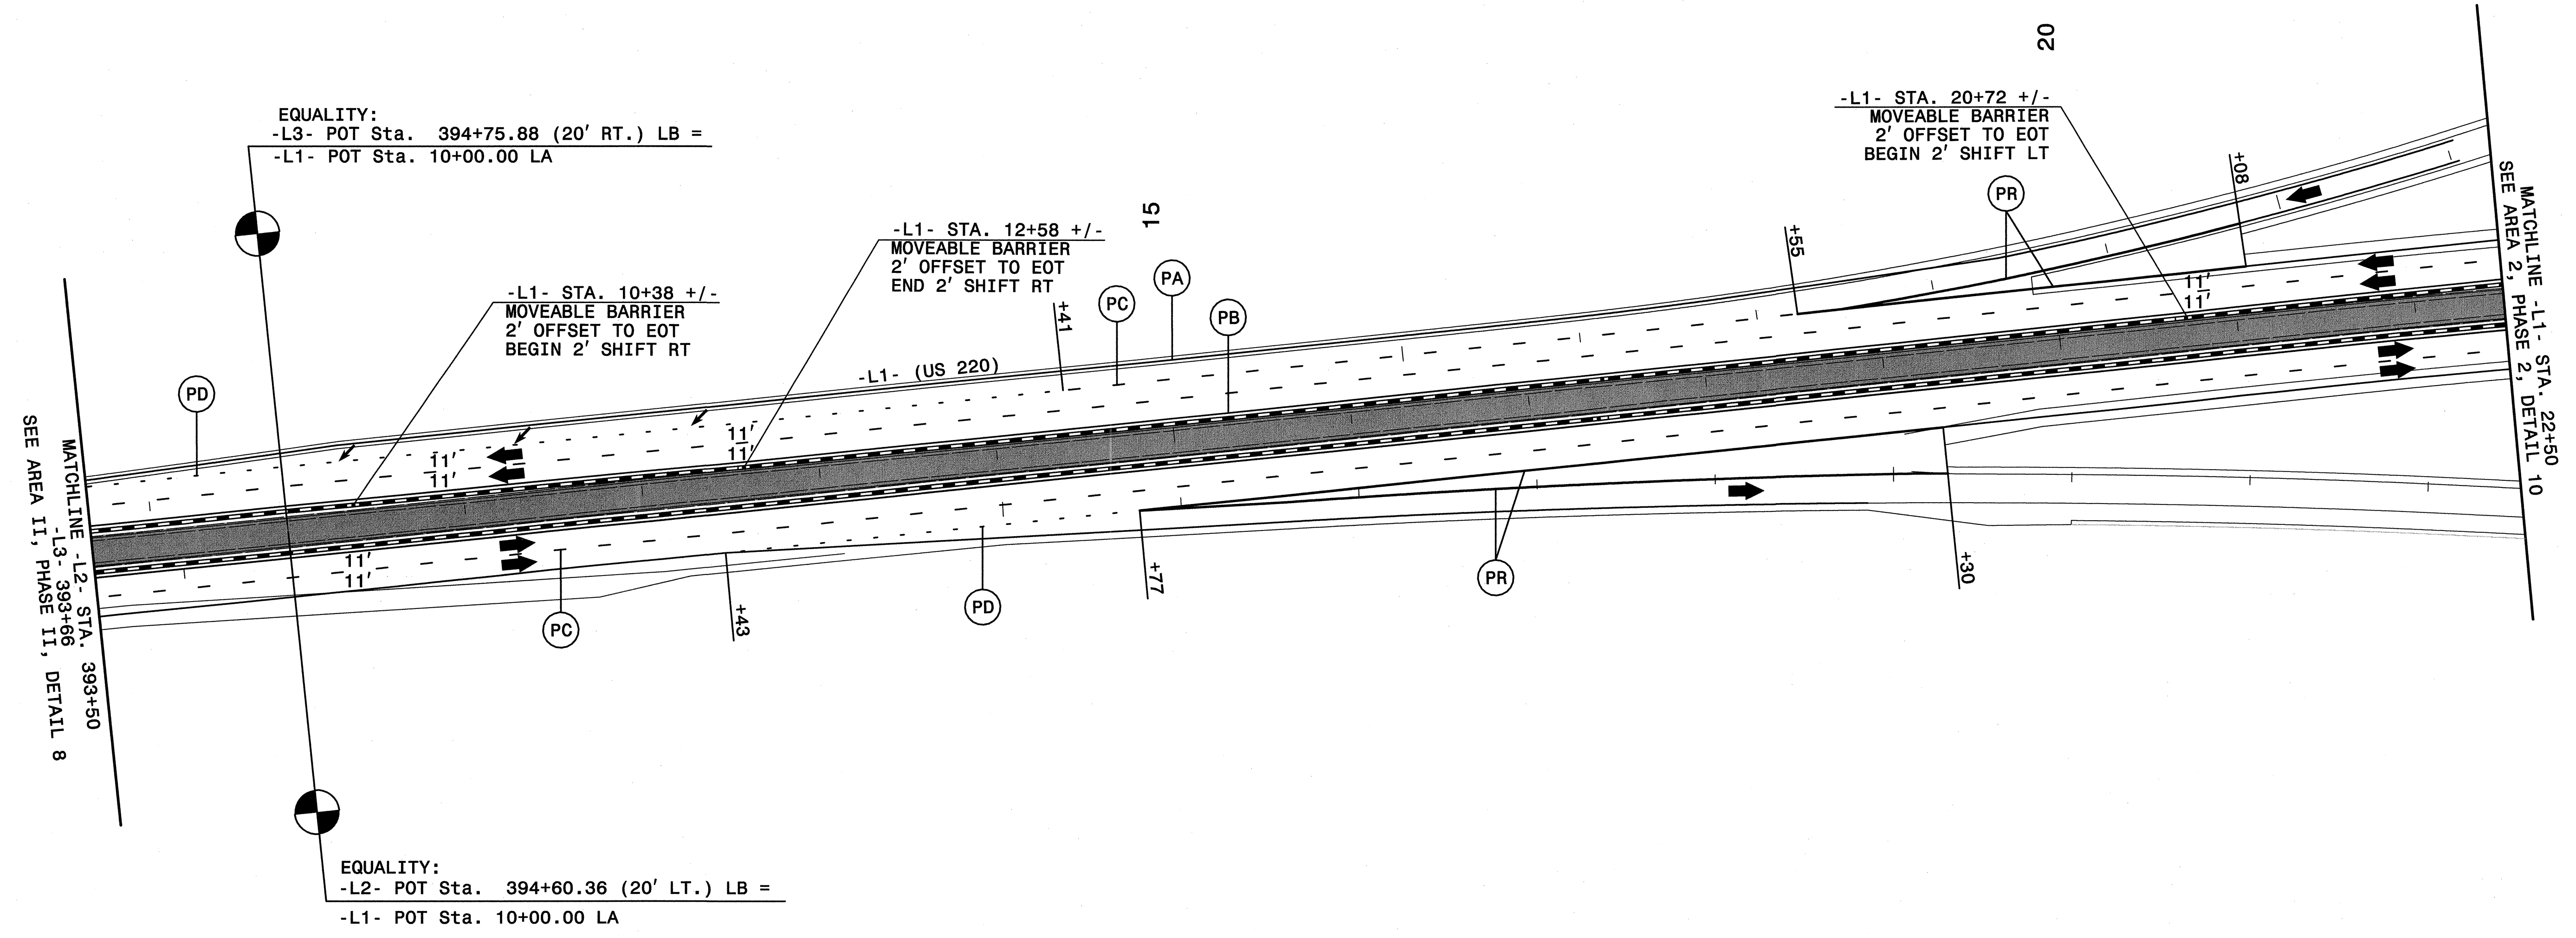 20
EQUALITY:
-L3- POT Sta. 394+75.88 (20' RT.) LB =
-L1- POT Sta. 10+00.00 LA
-L1- STA. 20+72 +/-
MOVEABLE BARRIER
2' OFFSET TO EOT
BEGIN 2' SHIFT LT
+08
PR
15
+55
-L1- STA. 12+58 +/-
MOVEABLE BARRIER
2' OFFSET TO EOT
END 2' SHIFT RT
PA
PC
+41
PB
-L1- STA. 10+38 +/-
MOVEABLE BARRIER
2' OFFSET TO EOT
BEGIN 2' SHIFT RT
11'
11'
-L1- (US 220)
PD
11'
11'
11'
11'
11'
11'
MATCHLINE -L2- STA. 393+50
-L3- 393+66
SEE AREA II, PHASE II, DETAIL 8
MATCHLINE -L1- STA. 22+50
SEE AREA 2, PHASE 2, DETAIL 10
PC
+43
PD
+77
PR
+30
EQUALITY:
-L2- POT Sta. 394+60.36 (20' LT.) LB =
-L1- POT Sta. 10+00.00 LA